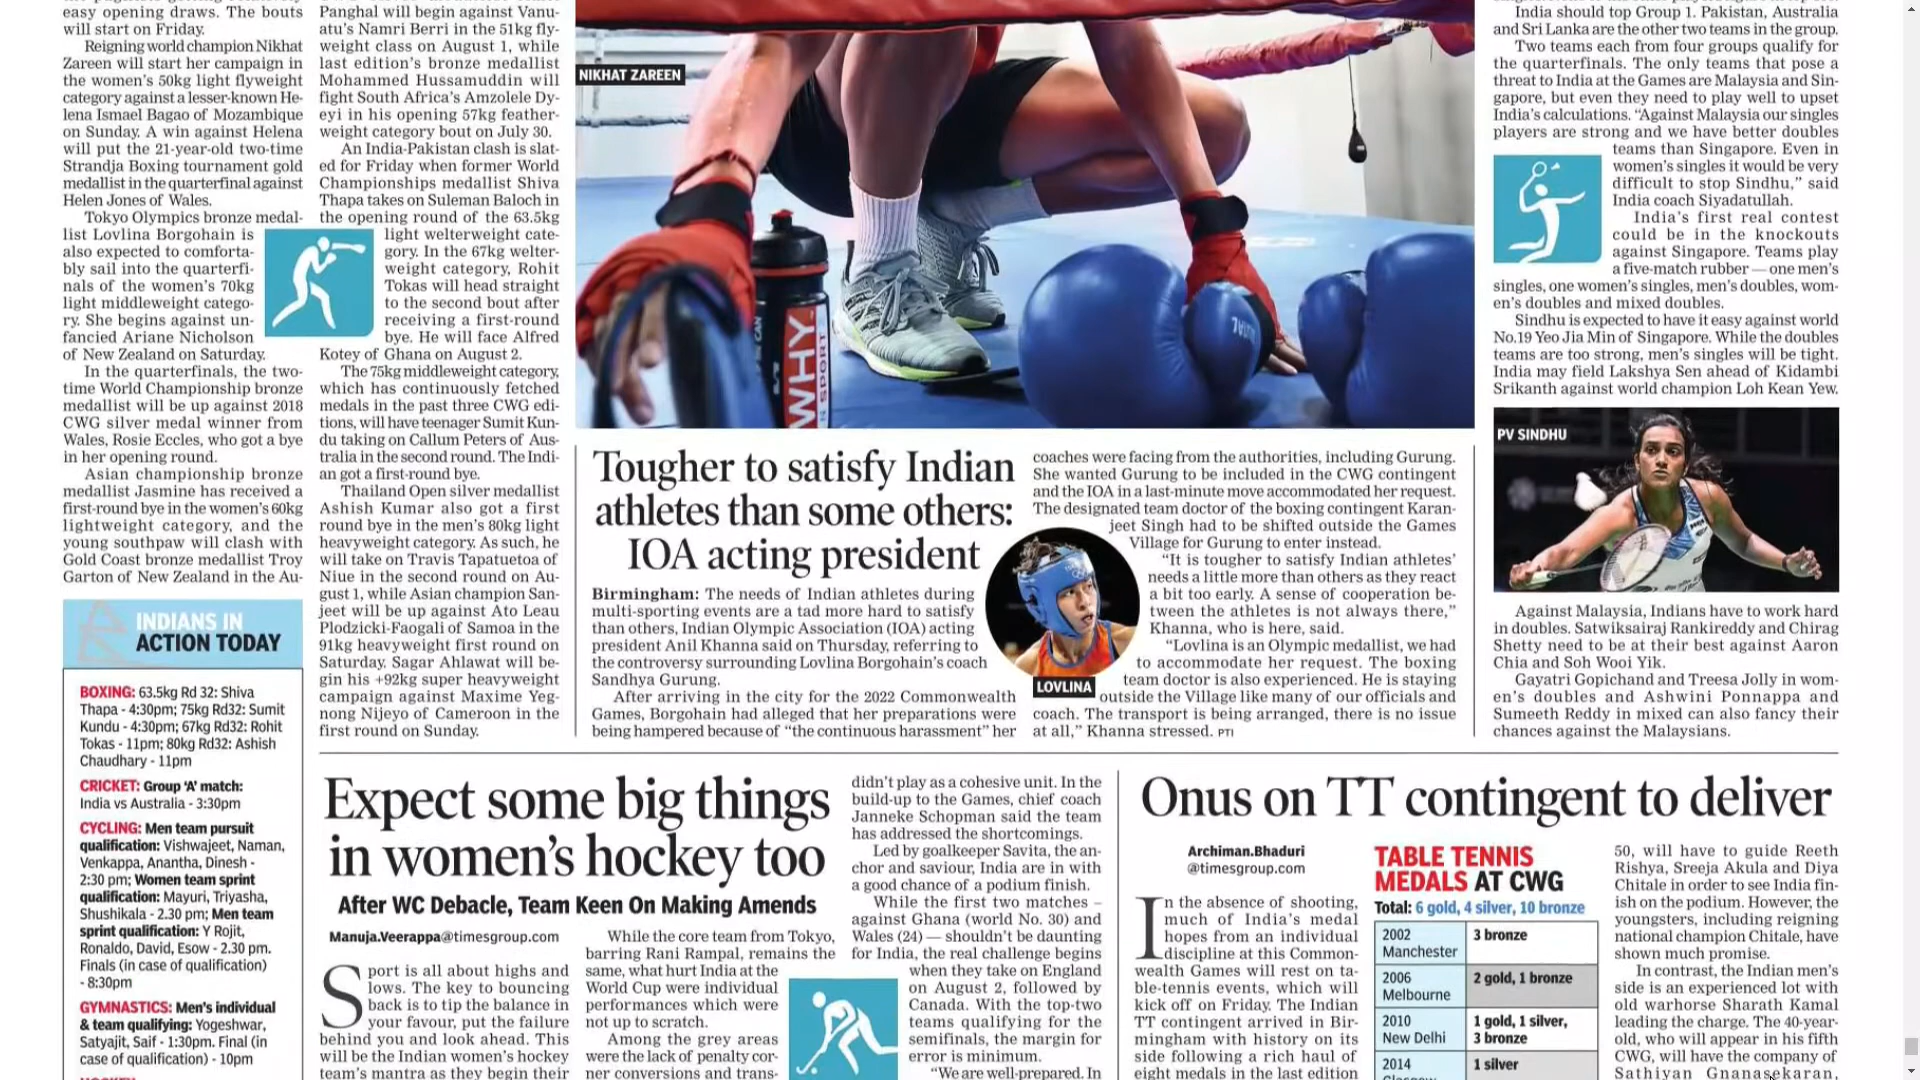 easy opening draws. The bouts
will start on Friday.
Reigning world champion Nikhat
Zareen will start her campaign in
the women's 50kg light flyweight
category against a lesser-known He-
lena Ismael Bagao of Mozambique
on Sunday. A win against Helena
will put the 21-year-old two-time
Strandja Boxing tournament gold
medallist in the quarterfinal against
Helen Jones of Wales.
Tokyo Olympics bronze medal-
list Lovlina Borgohain is
also expected to comforta-
bly sail into the quarterfi-
nals of the women's 70kg
light middleweight catego-
ry. She begins against un-
fancied Ariane Nicholson
of New Zealand on Saturday.
In the quarterfinals, the two-
time World Championship bronze
medallist will be up against 2018
CWG silver medal winner from
Wales, Rosie Eccles, who got a bye
in her opening round.
Asian championship bronze
medallist Jasmine has received a
first-round bye in the women's 60kg
lightweight category, and the
young southpaw will clash with
Gold Coast bronze medallist Troy
Garton of New Zealand in the Au-
Panghal will begin against Vanu-
atu's Namri Berri in the 51kg fly-
weight class on August 1, while
last edition's bronze medallist
Mohammed Hussamuddin will
fight South Africa's Amzolele Dy-
eyi in his opening 57kg feather-
weight category bout on July 30.
An India-Pakistan clash is slat-
ed for Friday when former World
Championships medallist Shiva
Thapa takes on Suleman Baloch in
the opening round of the 63.5kg
light welterweight cate-
gory. In the 67kg welter-
weight category, Rohit
Tokas will head straight
to the second bout after
receiving a first-round
bye. He will face Alfred
Kotey of Ghana on August 2.
The 75kg middleweight category,
which has continuously fetched
medals in the past three CWG edi-
tions, will have teenager Sumit Kun-
du taking on Callum Peters of Aus-
tralia in the second round. The Indi-
an got a first-round bye.
Thailand Open silver medallist
Ashish Kumar also got a first
round bye in the men's 80kg light
heavyweight category. As such, he
will take on Travis Tapatuetoa of
Niue in the second round on Au-
gust 1, while Asian champion San-
jeet will be up against Ato Leau
Plodzicki-Faogali of Samoa in the
91kg heavyweight first round on
Saturday. Sagar Ahlawat will be-
gin his +92kg super heavyweight
campaign against Maxime Yeg-
nong Nijeyo of Cameroon in the
first round on Sunday.
INDIANS IN
ACTION TODAY
BOXING: 63.5kg Rd 32: Shiva
Thapa - 4:30pm; 75kg Rd32: Sumit
Kundu - 4:30pm; 67kg Rd32: Rohit
Tokas - 11pm; 80kg Rd32: Ashish
Chaudhary - 11pm
CRICKET: Group 'A' match:
India vs Australia - 3:30pm
CYCLING: Men team pursuit
qualification: Vishwajeet, Naman,
Venkappa, Anantha, Dinesh -
2:30 pm; Women team sprint
qualification: Mayuri, Triyasha,
Shushikala - 2.30 pm; Men team
sprint qualification: Y Rojit,
Ronaldo, David, Esow - 2.30 pm.
Finals (in case of qualification)
- 8:30pm
GYMNASTICS: Men's individual
& team qualifying: Yogeshwar,
Satyajit, Saif - 1:30pm. Final (in
case of qualification) - 10pm
NIKHAT ZAREEN
WHY
SPORT
Tougher to satisfy Indian
athletes than some others:
IOA acting president
Birmingham: The needs of Indian athletes during
multi-sporting events are a tad more hard to satisfy
than others, Indian Olympic Association (IOA) acting
president Anil Khanna said on Thursday, referring to
the controversy surrounding Lovlina Borgohain's coach
Sandhya Gurung.
After arriving in the city for the 2022 Commonwealth
Games, Borgohain had alleged that her preparations were
being hampered because of "the continuous harassment" her
coaches were facing from the authorities, including Gurung.
She wanted Gurung to be included in the CWG contingent
and the IOA in a last-minute move accommodated her request.
The designated team doctor of the boxing contingent Karan-
jeet Singh had to be shifted outside the Games
Village for Gurung to enter instead.
"It is tougher to satisfy Indian athletes'
needs a little more than others as they react
a bit too early. A sense of cooperation be-
tween the athletes is not always there,"
Khanna, who is here, said.
"Lovlina is an Olympic medallist, we had
to accommodate her request. The boxing
team doctor is also experienced. He is staying
outside the Village like many of our officials and
coach. The transport is being arranged, there is no issue
at all," Khanna stressed. PTI
LOVLINA
India should top Group 1. Pakistan, Australia
and Sri Lanka are the other two teams in the group.
Two teams each from four groups qualify for
the quarterfinals. The only teams that pose a
threat to India at the Games are Malaysia and Sin-
gapore, but even they need to play well to upset
India's calculations. "Against Malaysia our singles
players are strong and we have better doubles
teams than Singapore. Even in
women's singles it would be very
difficult to stop Sindhu," said
India coach Siyadatullah.
India's first real contest
could be in the knockouts
against Singapore. Teams play
a five-match rubber — one men's
singles, one women's singles, men's doubles, wom-
en's doubles and mixed doubles.
Sindhu is expected to have it easy against world
No.19 Yeo Jia Min of Singapore. While the doubles
teams are too strong, men's singles will be tight.
India may field Lakshya Sen ahead of Kidambi
Srikanth against world champion Loh Kean Yew.
PV SINDHU
Against Malaysia, Indians have to work hard
in doubles. Satwiksairaj Rankireddy and Chirag
Shetty need to be at their best against Aaron
Chia and Soh Wooi Yik.
Gayatri Gopichand and Treesa Jolly in wom-
en's doubles and Ashwini Ponnappa and
Sumeeth Reddy in mixed can also fancy their
chances against the Malaysians.
Expect some big things
in women's hockey too
After WC Debacle, Team Keen On Making Amends
Manuja.Veerappa@timesgroup.com
Sport is all about highs and
lows. The key to bouncing
back is to tip the balance in
your favour, put the failure
behind you and look ahead. This
will be the Indian women's hockey
team's mantra as they begin their
While the core team from Tokyo,
barring Rani Rampal, remains the
same, what hurt India at the
World Cup were individual
performances which were
not up to scratch.
Among the grey areas
were the lack of penalty cor-
ner conversions and trans-
didn't play as a cohesive unit. In the
build-up to the Games, chief coach
Janneke Schopman said the team
has addressed the shortcomings.
Led by goalkeeper Savita, the an-
chor and saviour, India are in with
a good chance of a podium finish.
While the first two matches –
against Ghana (world No. 30) and
Wales (24) — shouldn't be daunting
for India, the real challenge begins
when they take on England
on August 2, followed by
Canada. With the top-two
teams qualifying for the
semifinals, the margin for
error is minimum.
"We are well-prepared. In
Onus on TT contingent to deliver
Archiman.Bhaduri
@timesgroup.com
In the absence of shooting,
much of India's medal
hopes from an individual
discipline at this Common-
wealth Games will rest on ta-
ble-tennis events, which will
kick off on Friday. The Indian
TT contingent arrived in Bir-
mingham with history on its
side following a rich haul of
eight medals in the last edition
TABLE TENNIS
MEDALS AT CWG
Total: 6 gold, 4 silver, 10 bronze
2002 Manchester 3 bronze
2006 Melbourne 2 gold, 1 bronze
2010 New Delhi 1 gold, 1 silver, 3 bronze
2014 1 silver
50, will have to guide Reeth
Rishya, Sreeja Akula and Diya
Chitale in order to see India fin-
ish on the podium. However, the
youngsters, including reigning
national champion Chitale, have
shown much promise.
In contrast, the Indian men's
side is an experienced lot with
old warhorse Sharath Kamal
leading the charge. The 40-year-
old, who will appear in his fifth
CWG, will have the company of
Sathiyan Gnanasekaran,